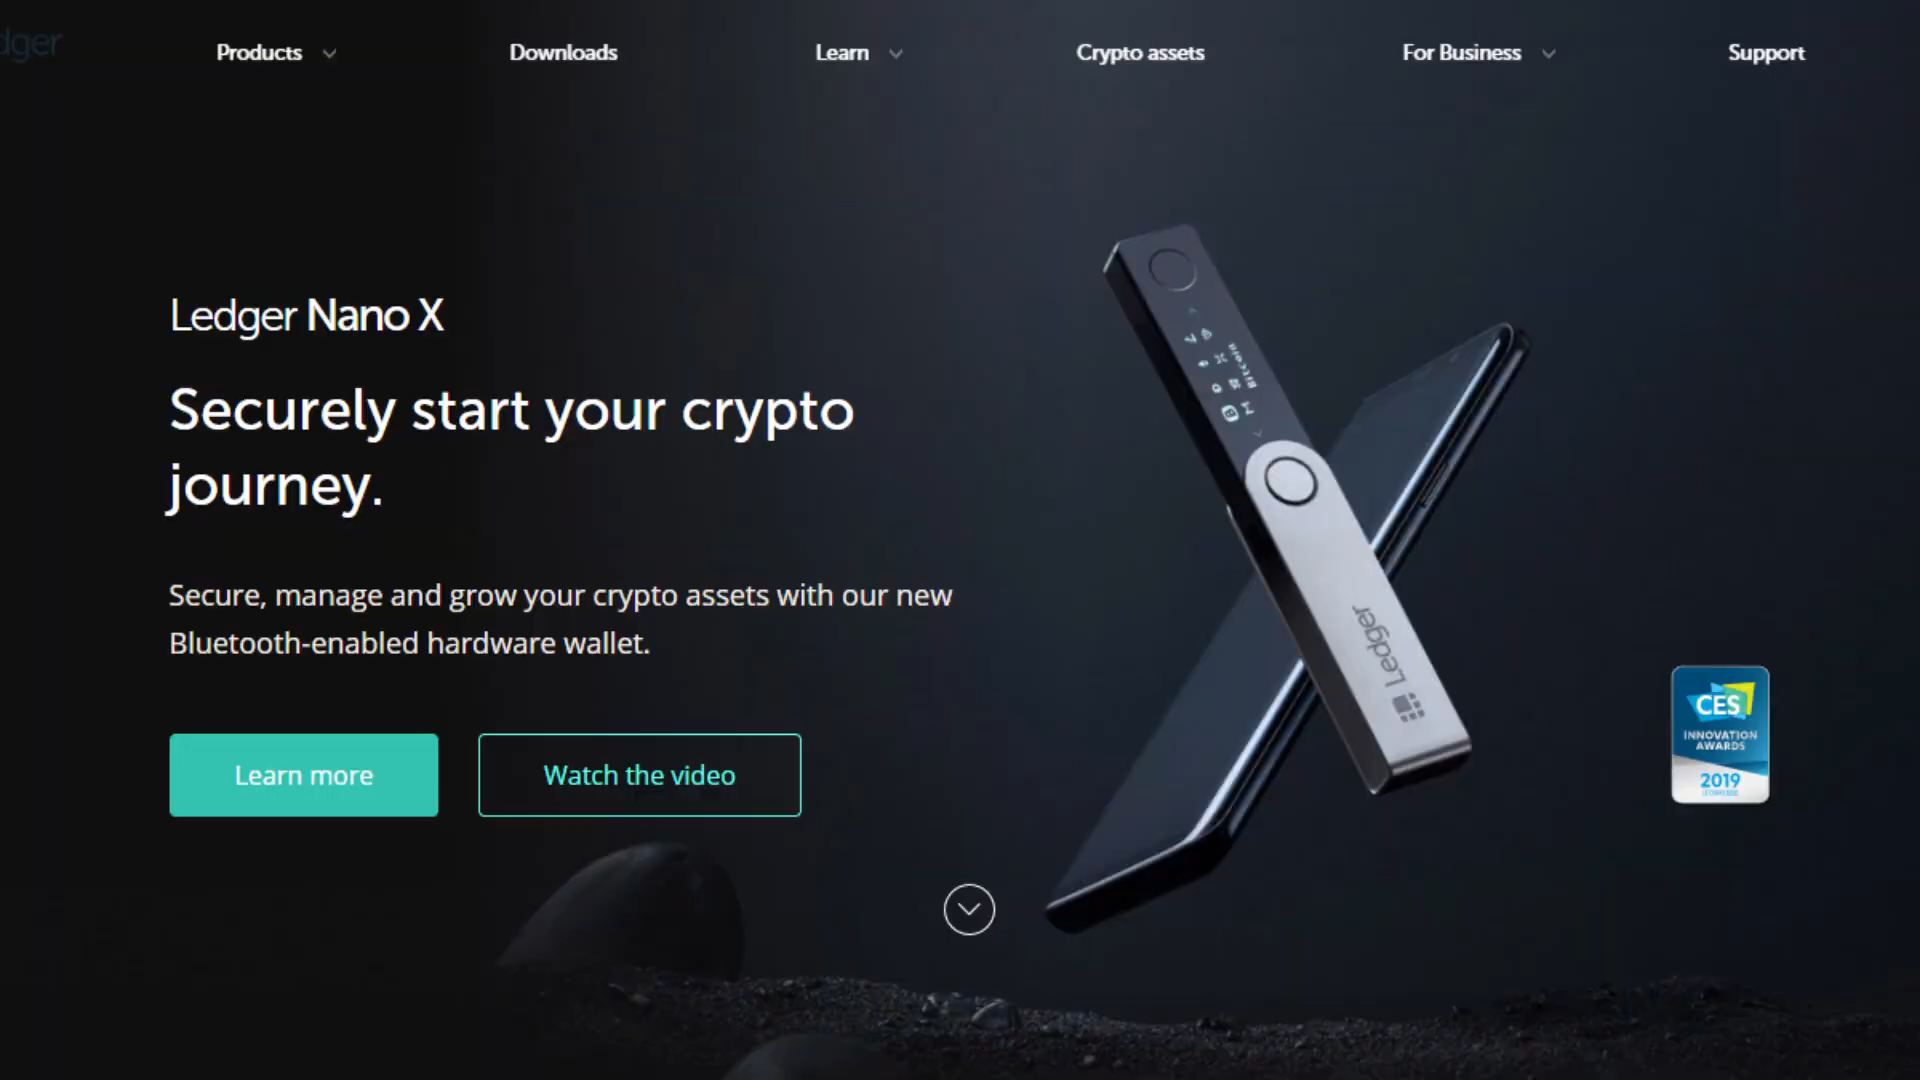 dger
Products
Downloads
Learn
Crypto assets
For Business
Support
Ledger Nano X
Securely start your crypto
journey.
Secure, manage and grow your crypto assets with our new
Bluetooth-enabled hardware wallet.
Learn more
Watch the video
Bitcoin
Ledger
CES
INNOVATION
AWARDS
2019